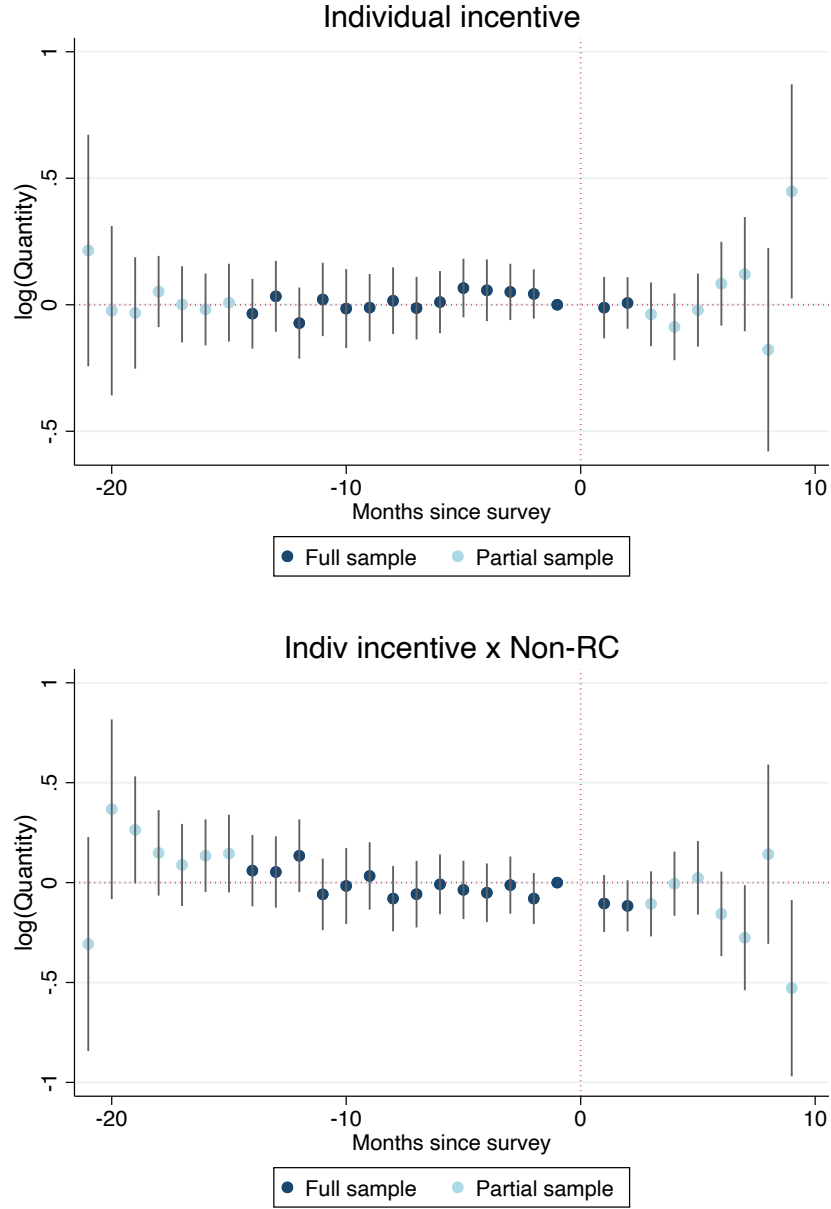 Individual incentive
1
.5
0
-.5
log(Quantity)
-20 -10 0 10
Months since survey
Full sample Partial sample
Indiv incentive x Non-RC
1
.5
0
-.5
-1
log(Quantity)
-20 -10 0 10
Months since survey
Full sample Partial sample